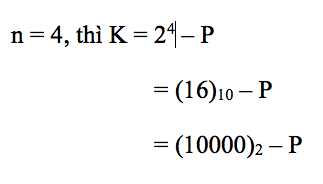 n = 4, thì K = 2⁴ – P
= (16)₁₀ – P
= (10000)₂ – P